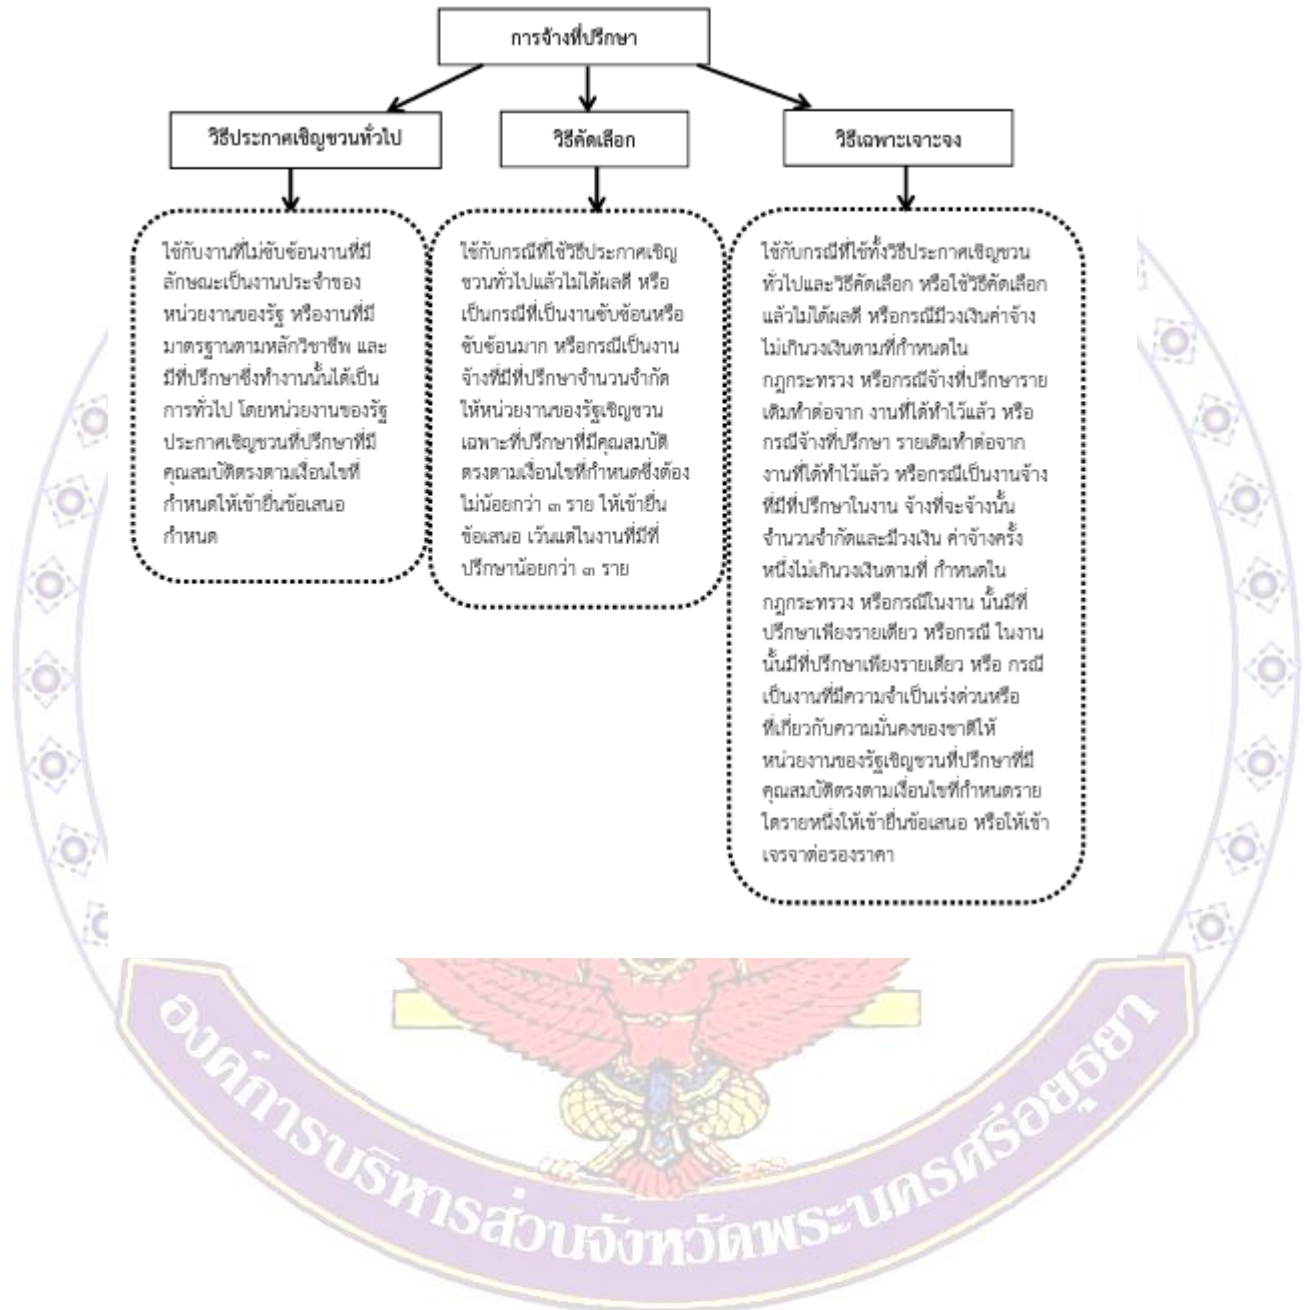 การจ้างที่ปรึกษา
วิธีประกาศเชิญชวนทั่วไป
วิธีคัดเลือก
วิธีเฉพาะเจาะจง
ใช้กับงานที่ไม่ซับซ้อนงานที่มี
ลักษณะเป็นงานประจำของ
หน่วยงานของรัฐ หรืองานที่มี
มาตรฐานตามหลักวิชาชีพ และ
มีที่ปรึกษาซึ่งทำงานนั้นได้เป็น
การทั่วไป โดยหน่วยงานของรัฐ
ประกาศเชิญชวนที่ปรึกษาที่มี
คุณสมบัติตรงตามเงื่อนไขที่
กำหนดให้เข้ายื่นข้อเสนอ
กำหนด
ใช้กับกรณีที่ใช้วิธีประกาศเชิญ
ชวนทั่วไปแล้วไม่ได้ผลดี หรือ
เป็นกรณีที่เป็นงานซับซ้อนหรือ
ซับซ้อนมาก หรือกรณีเป็นงาน
จ้างที่มีที่ปรึกษาจำนวนจำกัด
ให้หน่วยงานของรัฐเชิญชวน
เฉพาะที่ปรึกษาที่มีคุณสมบัติ
ตรงตามเงื่อนไขที่กำหนดซึ่งต้อง
ไม่น้อยกว่า ๓ ราย ให้เข้ายื่น
ข้อเสนอ เว้นแต่ในงานที่มีที่
ปรึกษาน้อยกว่า ๓ ราย
ใช้กับกรณีที่ใช้ทั้งวิธีประกาศเชิญชวน
ทั่วไปและวิธีคัดเลือก หรือใช้วิธีคัดเลือก
แล้วไม่ได้ผลดี หรือกรณีมีวงเงินค่าจ้าง
ไม่เกินวงเงินตามที่กำหนดใน
กฎกระทรวง หรือกรณีจ้างที่ปรึกษาราย
เดิมทำต่อจาก งานที่ได้ทำไว้แล้ว หรือ
กรณีจ้างที่ปรึกษา รายเดิมทำต่อจาก
งานที่ได้ทำไว้แล้ว หรือกรณีเป็นงานจ้าง
ที่มีที่ปรึกษาในงาน จ้างที่จะจ้างนั้น
จำนวนจำกัดและมีวงเงิน ค่าจ้างครั้ง
หนึ่งไม่เกินวงเงินตามที่ กำหนดใน
กฎกระทรวง หรือกรณีในงาน นั้นมีที่
ปรึกษาเพียงรายเดียว หรือกรณี ในงาน
นั้นมีที่ปรึกษาเพียงรายเดียว หรือ กรณี
เป็นงานที่มีความจำเป็นเร่งด่วนหรือ
ที่เกี่ยวกับความมั่นคงของชาติให้
หน่วยงานของรัฐเชิญชวนที่ปรึกษาที่มี
คุณสมบัติตรงตามเงื่อนไขที่กำหนดราย
ใดรายหนึ่งให้เข้ายื่นข้อเสนอ หรือให้เข้า
เจรจาต่อรองราคา
องค์การบริหารส่วนจังหวัดพระนครศรีอยุธยา